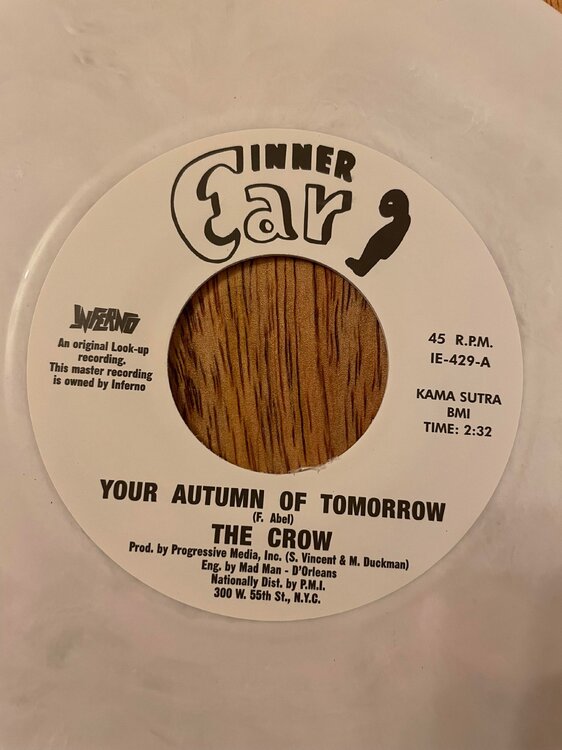 INNER
Ear
INFERNO
An original Look-up
recording.
This master recording
is owned by Inferno
45 R.P.M.
IE-429-A
KAMA SUTRA
BMI
TIME: 2:32
YOUR AUTUMN OF TOMORROW
(F. Abel)
THE CROW
Prod. by Progressive Media, Inc. (S. Vincent & M. Duckman)
Eng. by Mad Man - D'Orleans
Nationally Dist. by P.M.I.
300 W. 55th St., N.Y.C.